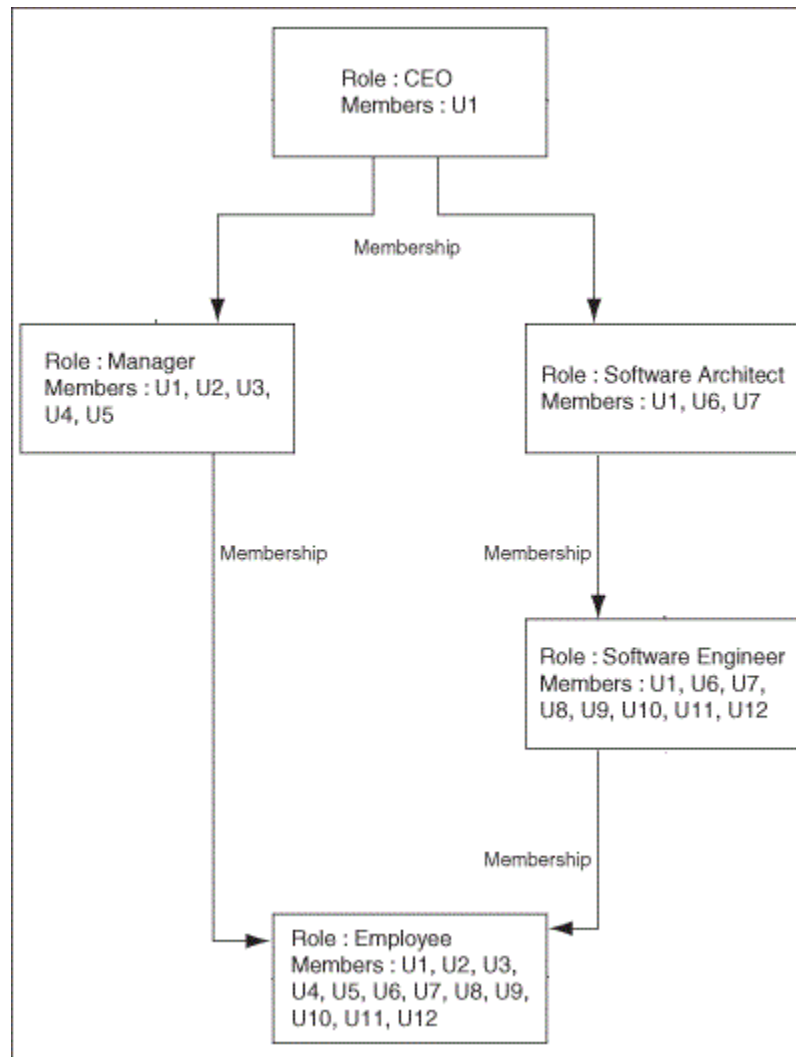 Role : CEO
Members : U1
Membership
Role : Manager
Members : U1, U2, U3,
U4, U5
Role : Software Architect
Members : U1, U6, U7
Membership
Membership
Role : Software Engineer
Members : U1, U6, U7,
U8, U9, U10, U11, U12
Membership
Role : Employee
Members : U1, U2, U3,
U4, U5, U6, U7, U8, U9,
U10, U11, U12